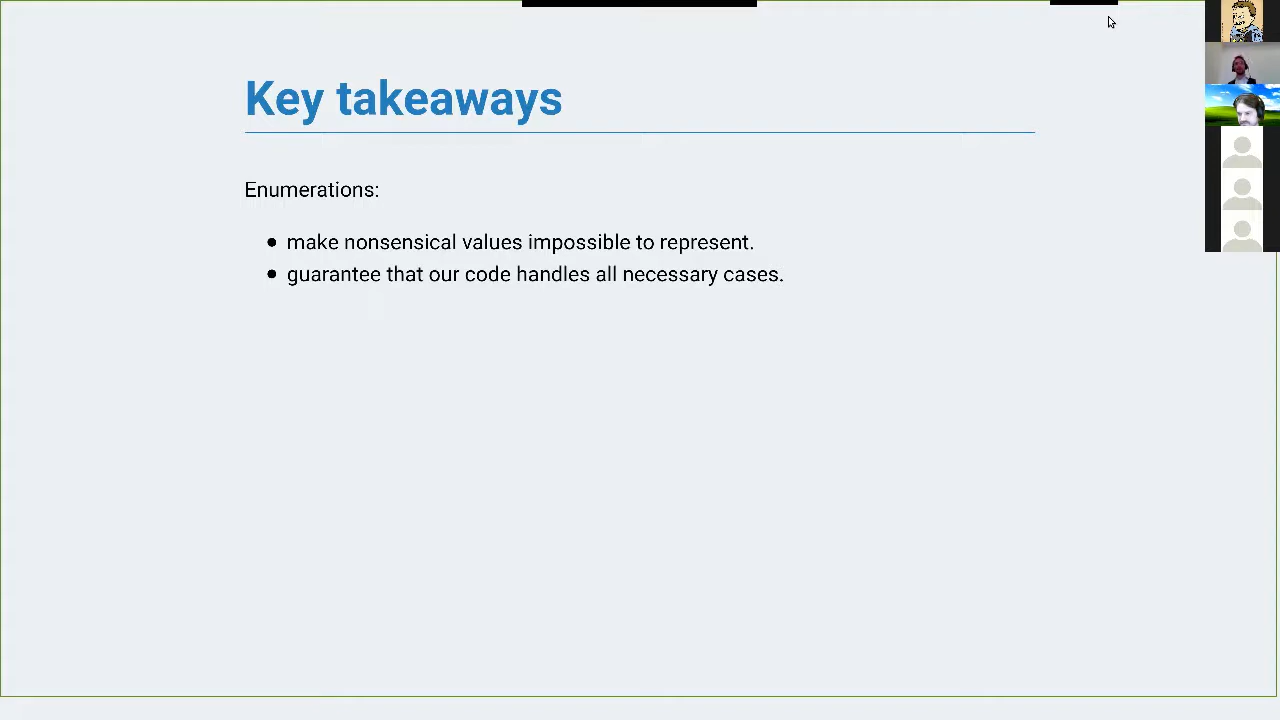 Key takeaways
Enumerations:
make nonsensical values impossible to represent.
guarantee that our code handles all necessary cases.